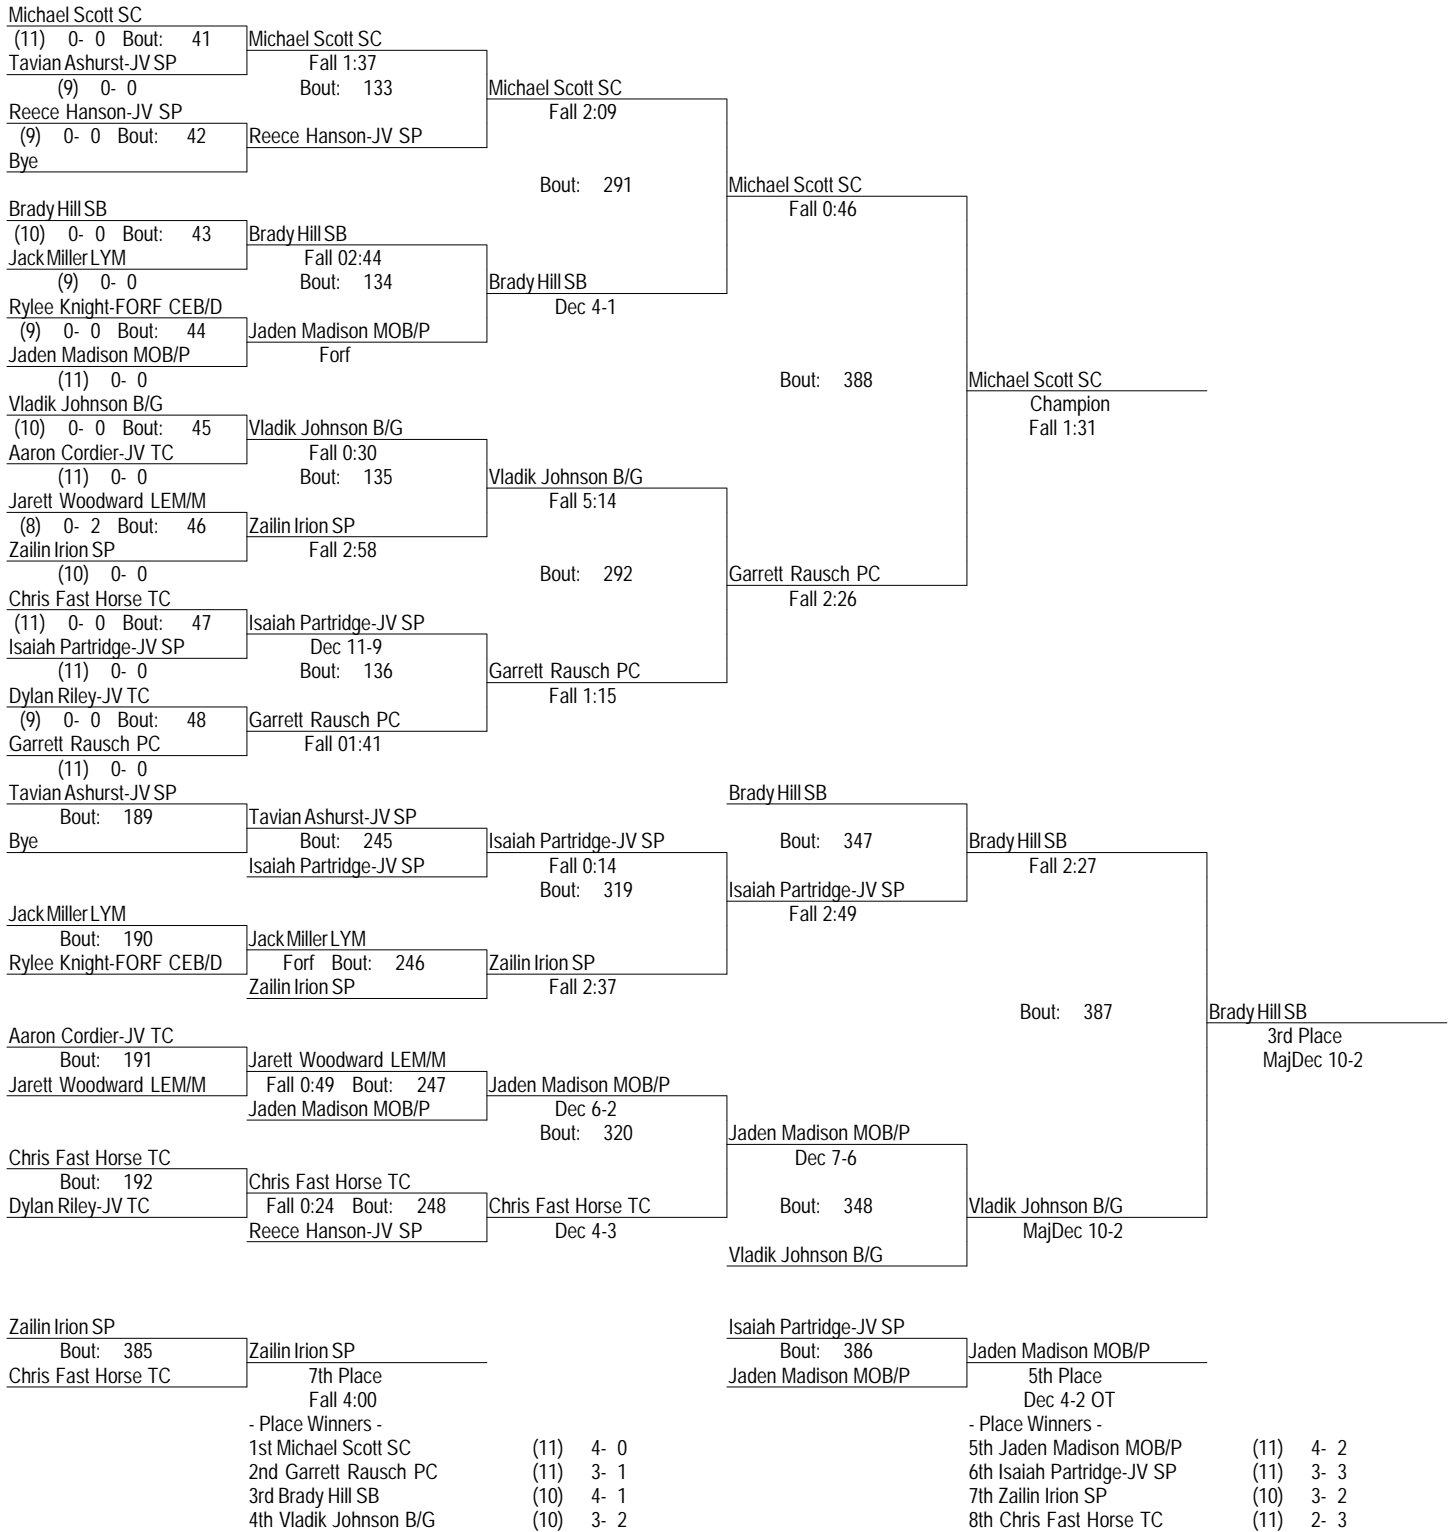 Michael Scott SC
(11) 0- 0 Bout: 41 Michael Scott SC
Tavian Ashurst-JV SP Fall 1:37
(9) 0- 0 Bout: 133 Michael Scott SC
Reece Hanson-JV SP Fall 2:09
(9) 0- 0 Bout: 42 Reece Hanson-JV SP
Bye
Bout: 291 Michael Scott SC
Brady Hill SB Fall 0:46
(10) 0- 0 Bout: 43 Brady Hill SB
Jack Miller LYM Fall 02:44
(9) 0- 0 Bout: 134 Brady Hill SB
Rylee Knight-FORF CEB/D Dec 4-1
(9) 0- 0 Bout: 44 Jaden Madison MOB/P
Jaden Madison MOB/P Forf
(11) 0- 0 Bout: 388 Michael Scott SC
Vladik Johnson B/G Champion
(10) 0- 0 Bout: 45 Vladik Johnson B/G Fall 1:31
Aaron Cordier-JV TC Fall 0:30
(11) 0- 0 Bout: 135 Vladik Johnson B/G
Jarett Woodward LEM/M Fall 5:14
(8) 0- 2 Bout: 46 Zailin Irion SP
Zailin Irion SP Fall 2:58
(10) 0- 0 Bout: 292 Garrett Rausch PC
Chris Fast Horse TC Fall 2:26
(11) 0- 0 Bout: 47 Isaiah Partridge-JV SP
Isaiah Partridge-JV SP Dec 11-9
(11) 0- 0 Bout: 136 Garrett Rausch PC
Dylan Riley-JV TC Fall 1:15
(9) 0- 0 Bout: 48 Garrett Rausch PC
Garrett Rausch PC Fall 01:41
(11) 0- 0
Tavian Ashurst-JV SP Brady Hill SB
Bout: 189 Tavian Ashurst-JV SP
Bye Bout: 245 Isaiah Partridge-JV SP Bout: 347 Brady Hill SB
Isaiah Partridge-JV SP Fall 0:14 Fall 2:27
Bout: 319 Isaiah Partridge-JV SP
Jack Miller LYM Fall 2:49
Bout: 190 Jack Miller LYM
Rylee Knight-FORF CEB/D Forf Bout: 246 Zailin Irion SP
Zailin Irion SP Fall 2:37
Bout: 387 Brady Hill SB
Aaron Cordier-JV TC 3rd Place
Bout: 191 Jarett Woodward LEM/M MajDec 10-2
Jarett Woodward LEM/M Fall 0:49 Bout: 247 Jaden Madison MOB/P
Jaden Madison MOB/P Dec 6-2
Bout: 320 Jaden Madison MOB/P
Chris Fast Horse TC Dec 7-6
Bout: 192 Chris Fast Horse TC
Dylan Riley-JV TC Fall 0:24 Bout: 248 Chris Fast Horse TC Bout: 348 Vladik Johnson B/G
Reece Hanson-JV SP Dec 4-3 MajDec 10-2
Vladik Johnson B/G
Zailin Irion SP Isaiah Partridge-JV SP
Bout: 385 Zailin Irion SP Bout: 386 Jaden Madison MOB/P
Chris Fast Horse TC 7th Place Jaden Madison MOB/P 5th Place
Fall 4:00 Dec 4-2 OT
- Place Winners - - Place Winners -
1st Michael Scott SC (11) 4- 0 5th Jaden Madison MOB/P (11) 4- 2
2nd Garrett Rausch PC (11) 3- 1 6th Isaiah Partridge-JV SP (11) 3- 3
3rd Brady Hill SB (10) 4- 1 7th Zailin Irion SP (10) 3- 2
4th Vladik Johnson B/G (10) 3- 2 8th Chris Fast Horse TC (11) 2- 3